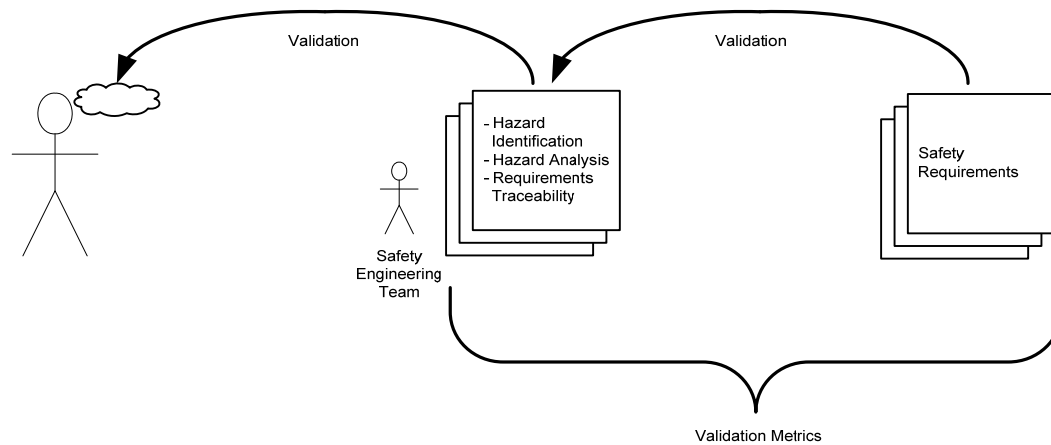 Validation
Validation
- Hazard
Identification
- Hazard Analysis
- Requirements
Traceability
Safety
Requirements
Safety
Engineering
Team
Validation Metrics